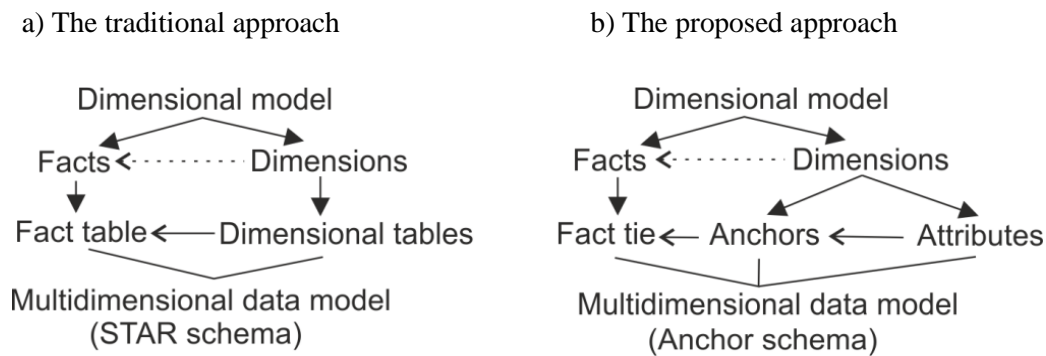 a) The traditional approach
Dimensional model
Facts Dimensions
Fact table Dimensional tables
Multidimensional data model
(STAR schema)
b) The proposed approach
Dimensional model
Facts Dimensions
Fact tie Anchors Attributes
Multidimensional data model
(Anchor schema)